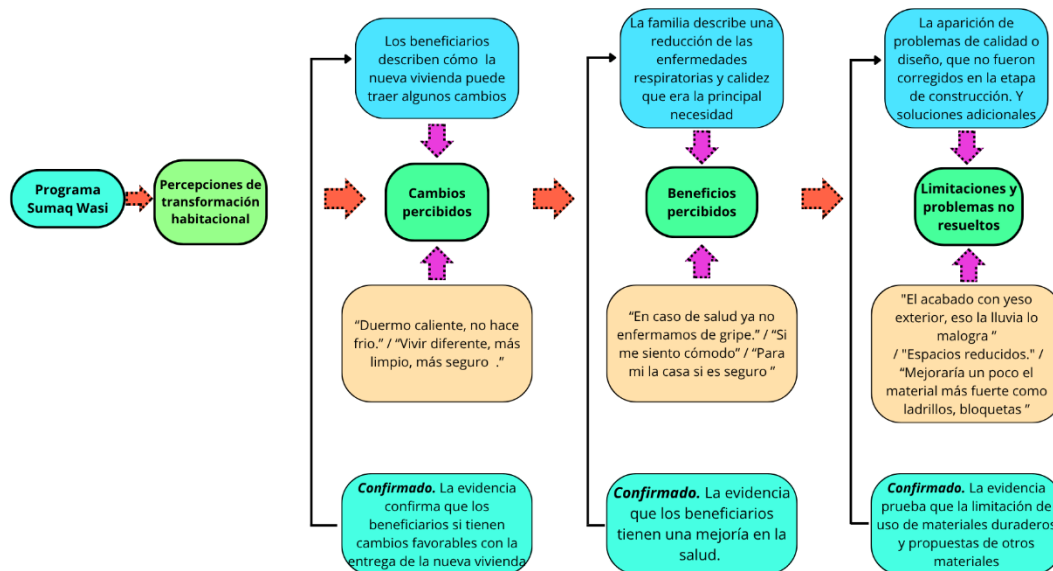 Programa
Sumaq Wasi
Percepciones de
transformación
habitacional
Los beneficiarios
describen cómo la
nueva vivienda puede
traer algunos cambios
Cambios
percibidos
“Duermo caliente, no hace
frio.” / “Vivir diferente, más
limpio, más seguro .”
Confirmado. La evidencia
confirma que los
beneficiarios si tienen
cambios favorables con la
entrega de la nueva vivienda
La familia describe una
reducción de las
enfermedades
respiratorias y calidez
que era la principal
necesidad
Beneficios
percibidos
“En caso de salud ya no
enfermamos de gripe.” / “Si
me siento cómodo” / “Para
mi la casa si es seguro ”
Confirmado. La evidencia
que los beneficiarios
tienen una mejoría en la
salud.
La aparición de
problemas de calidad o
diseño, que no fueron
corregidos en la etapa
de construcción. Y
soluciones adicionales
Limitaciones y
problemas no
resueltos
"El acabado con yeso
exterior, eso la lluvia lo
malogra ”
/ "Espacios reducidos." /
“Mejoraría un poco el
material más fuerte como
ladrillos, bloquetas ”
Confirmado. La evidencia
prueba que la limitación de
uso de materiales duraderos
y propuestas de otros
materiales